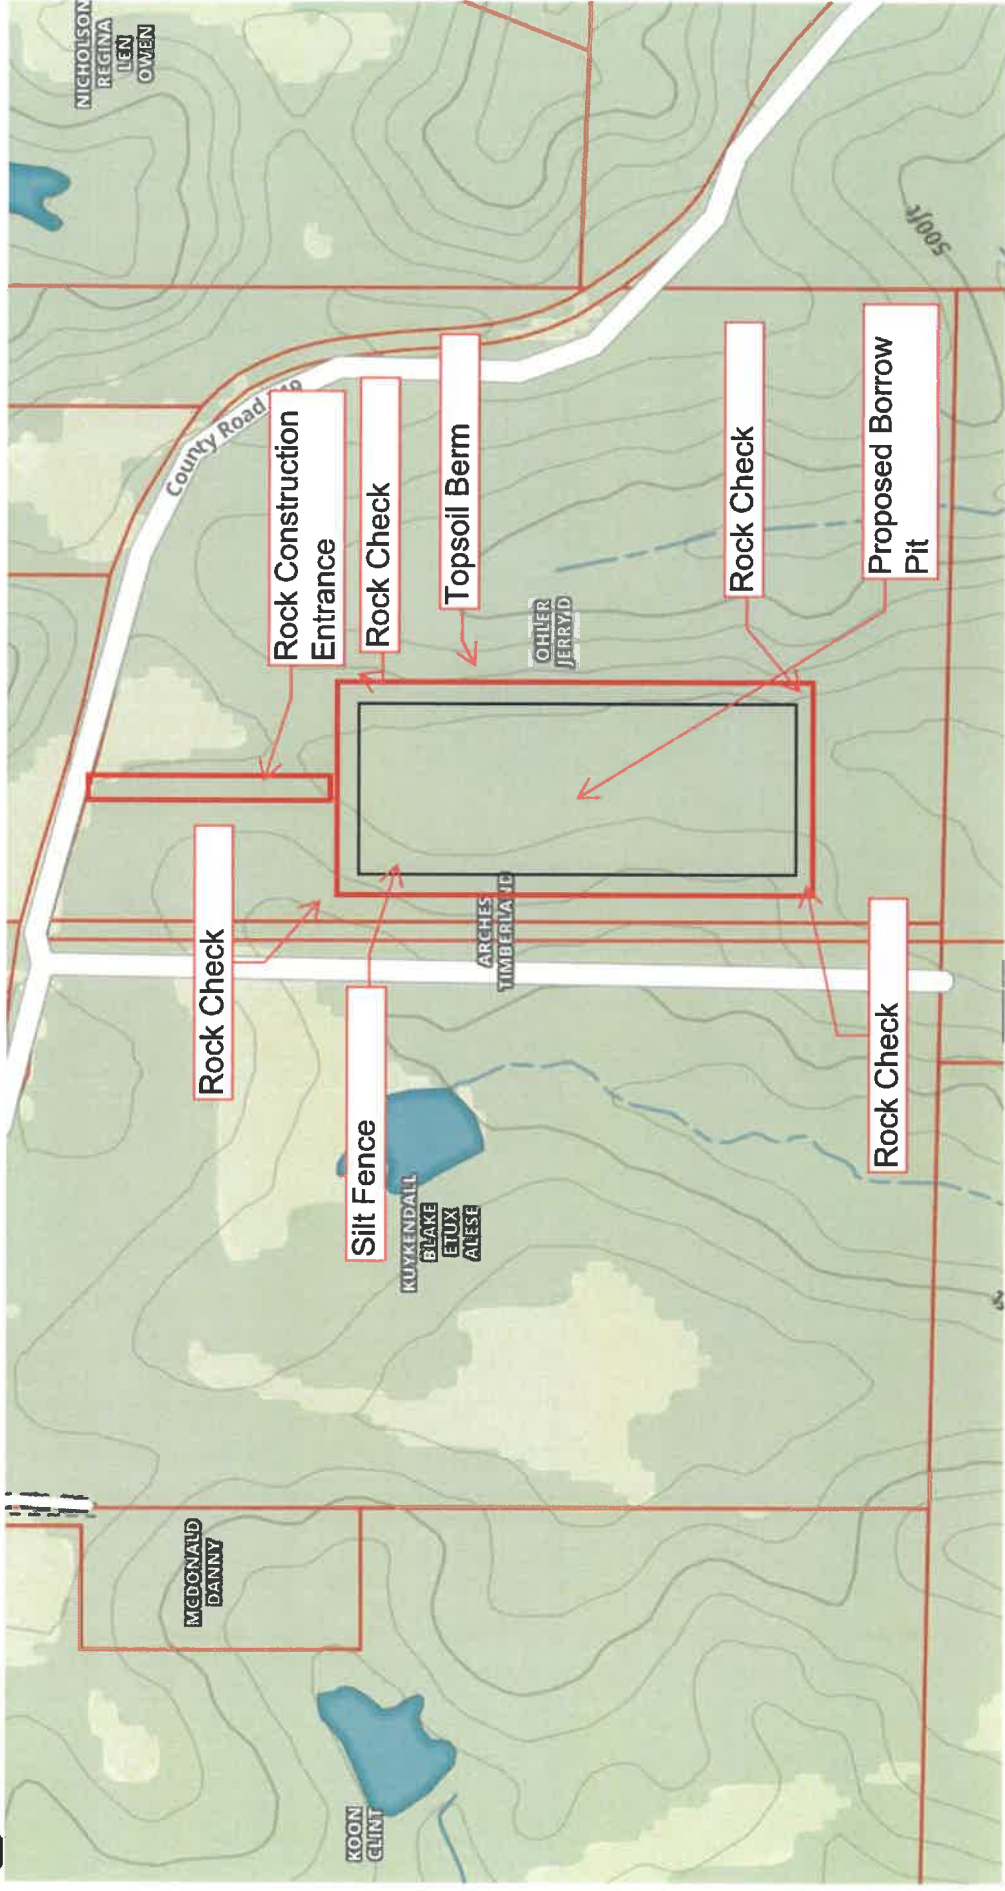 NICHOLSON
REGINA
LEN
OWEN
County Road
Rock Construction
Entrance
Rock Check
Topsoil Berm
Rock Check
Proposed Borrow
Pit
500ft
OHLER
JERRY D
Rock Check
ARCHES
TIMBERLAND
Silt Fence
Rock Check
KUYKENDALL
BLAKE
ETUX
ALESE
MCDONALD
DANNY
KOON
CLINT